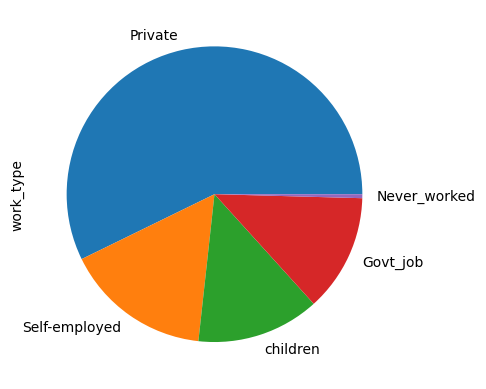 Private
Never_worked
work_type
Govt_job
Self-employed
children